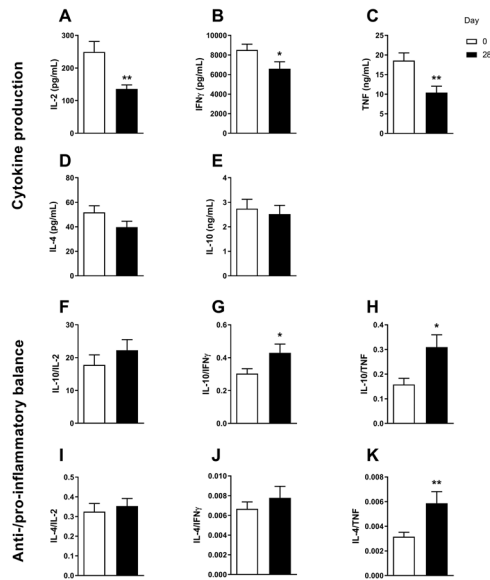 A
B
C
Day
0
28
Cytokine production
IL-2 (pg/mL)
300
200
100
0
**
IFNγ (pg/mL)
10000
8000
6000
4000
2000
0
*
TNF (ng/mL)
25
20
15
10
5
0
**
D
E
IL-4 (pg/mL)
80
60
40
20
0
IL-10 (ng/mL)
4
3
2
1
0
F
G
H
Anti-/pro-inflammatory balance
IL-10/IL-2
30
20
10
0
IL-10/IFNγ
0.6
0.4
0.2
0.0
*
IL-10/TNF
0.4
0.3
0.2
0.1
0.0
*
I
J
K
IL-4/IL-2
0.5
0.4
0.3
0.2
0.1
0.0
IL-4/IFNγ
0.010
0.008
0.006
0.004
0.002
0.000
IL-4/TNF
0.008
0.006
0.004
0.002
0.000
**